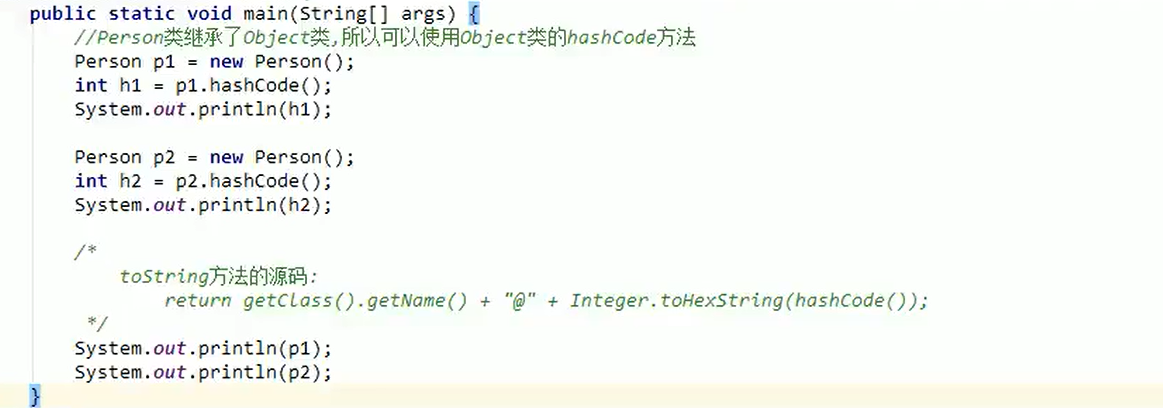 public static void main(String[] args) {
//Person类继承了Object类,所以可以使用Object类的hashCode方法
Person p1 = new Person();
int h1 = p1.hashCode();
System.out.println(h1);
Person p2 = new Person();
int h2 = p2.hashCode();
System.out.println(h2);
/*
toString方法的源码:
return getClass().getName() + "@" + Integer.toHexString(hashCode());
*/
System.out.println(p1);
System.out.println(p2);
}